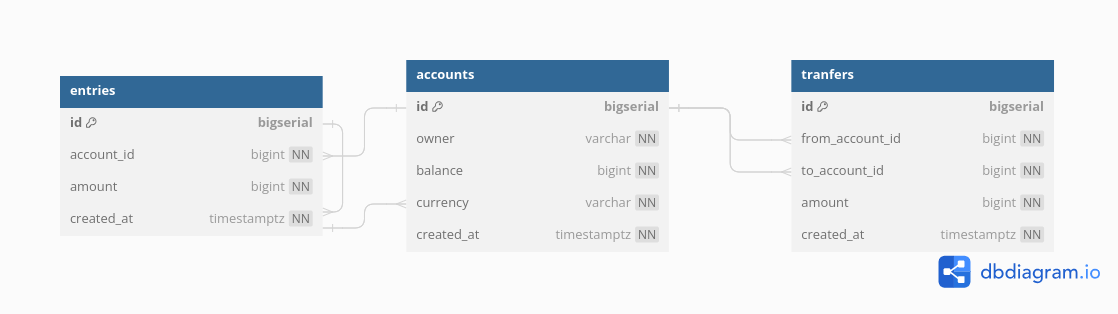 entries
id bigserial
account_id bigint NN
amount bigint NN
created_at timestamptz NN
accounts
id bigserial
owner varchar NN
balance bigint NN
currency varchar NN
created_at timestamptz NN
tranfers
id bigserial
from_account_id bigint NN
to_account_id bigint NN
amount bigint NN
created_at timestamptz NN
dbdiagram.io